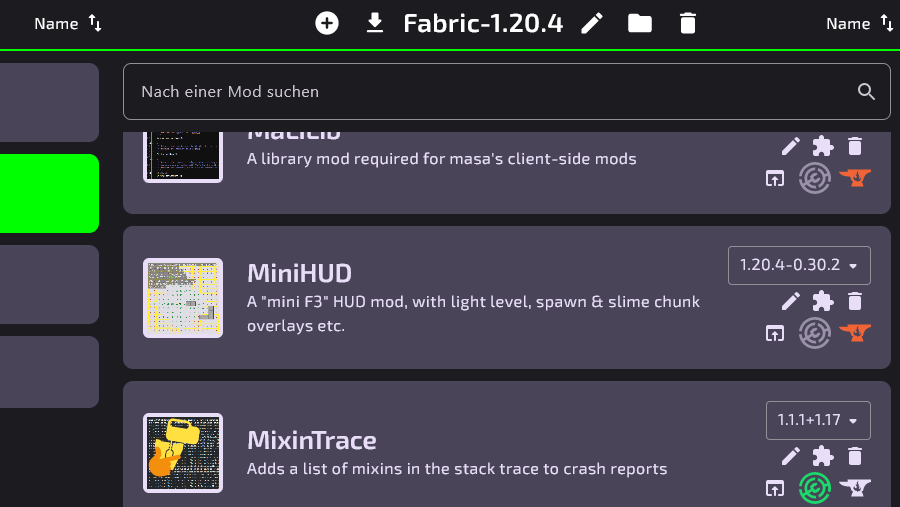 Name
Fabric-1.20.4
Name
Nach einer Mod suchen
MaLiLib
A library mod required for masa's client-side mods
MiniHUD
1.20.4-0.30.2
A "mini F3" HUD mod, with light level, spawn & slime chunk
overlays etc.
MixinTrace
1.1.1+1.17
Adds a list of mixins in the stack trace to crash reports